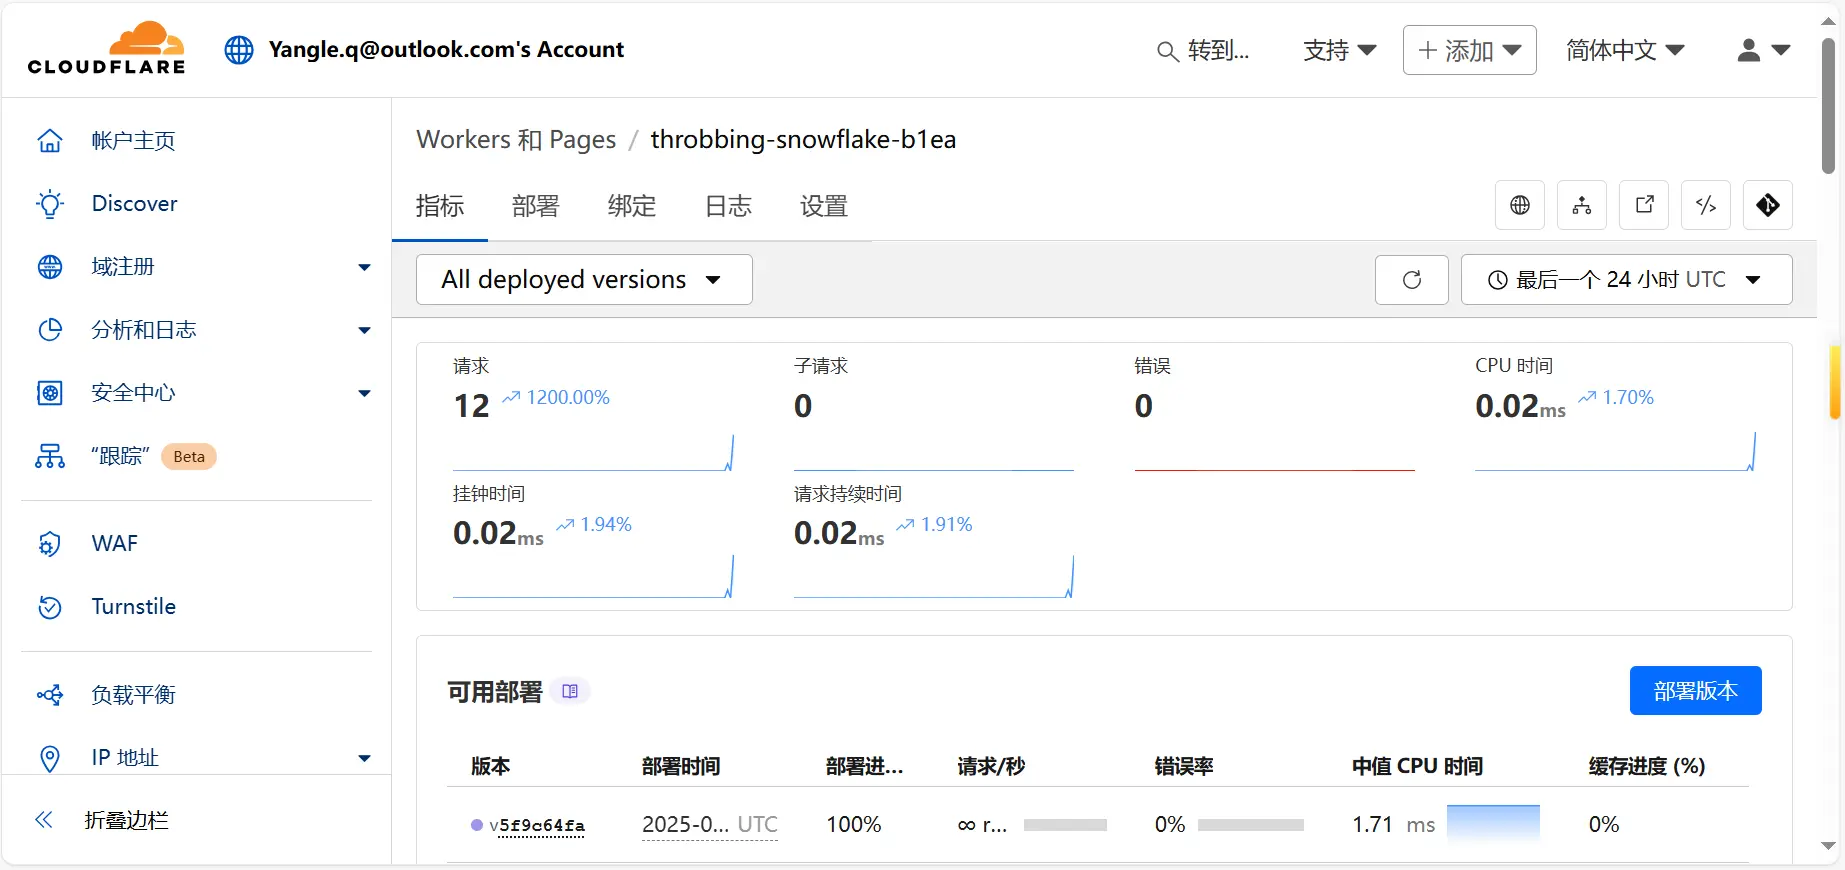 CLOUDFLARE
Yangle.q@outlook.com's Account
转到...
支持
添加
简体中文
帐户主页
Discover
域注册
分析和日志
安全中心
“跟踪” Beta
WAF
Turnstile
负载平衡
IP 地址
折叠边栏
Workers 和 Pages / throbbing-snowflake-b1ea
指标 部署 绑定 日志 设置
All deployed versions
最后一个 24 小时 UTC
请求
12 1200.00%
子请求
0
错误
0
CPU 时间
0.02ms 1.70%
挂钟时间
0.02ms 1.94%
请求持续时间
0.02ms 1.91%
可用部署
部署版本
版本 部署时间 部署进... 请求/秒 错误率 中值 CPU 时间 缓存进度 (%)
v5f9c64fa 2025-0... UTC 100% ∞ r... 0% 1.71 ms 0%